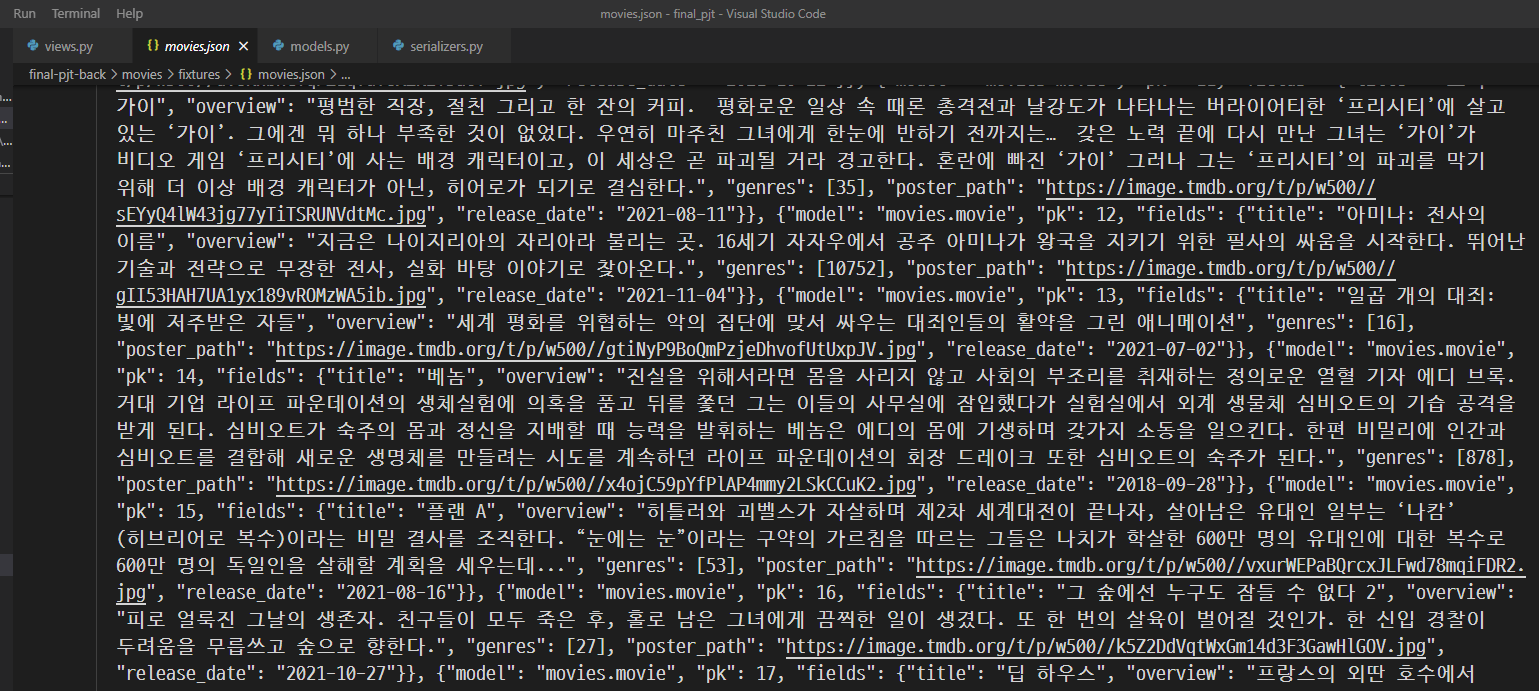 Run Terminal Help movies.json - final_pjt - Visual Studio Code
views.py {} movies.json × models.py serializers.py
final-pjt-back > movies > fixtures > {} movies.json > ...
가이", "overview": "평범한 직장, 절친 그리고 한 잔의 커피.  평화로운 일상 속 때론 총격전과 날강도가 나타나는 버라이어티한 ‘프리시티’에 살고
있는 ‘가이’. 그에겐 뭐 하나 부족한 것이 없었다. 우연히 마주친 그녀에게 한눈에 반하기 전까지는…  갖은 노력 끝에 다시 만난 그녀는 ‘가이’가
비디오 게임 ‘프리시티’에 사는 배경 캐릭터이고, 이 세상은 곧 파괴될 거라 경고한다. 혼란에 빠진 ‘가이’ 그러나 그는 ‘프리시티’의 파괴를 막기
위해 더 이상 배경 캐릭터가 아닌, 히어로가 되기로 결심한다.", "genres": [35], "poster_path": "https://image.tmdb.org/t/p/w500//
sEYyQ4lW43jg77yTiTSRUNVdtMc.jpg", "release_date": "2021-08-11"}}, {"model": "movies.movie", "pk": 12, "fields": {"title": "아미나: 전사의
이름", "overview": "지금은 나이지리아의 자리아라 불리는 곳. 16세기 자자우에서 공주 아미나가 왕국을 지키기 위한 필사의 싸움을 시작한다. 뛰어난
기술과 전략으로 무장한 전사, 실화 바탕 이야기로 찾아온다.", "genres": [10752], "poster_path": "https://image.tmdb.org/t/p/w500//
gII53HAH7UA1yx189vROMzWA5ib.jpg", "release_date": "2021-11-04"}}, {"model": "movies.movie", "pk": 13, "fields": {"title": "일곱 개의 대죄:
빛에 저주받은 자들", "overview": "세계 평화를 위협하는 악의 집단에 맞서 싸우는 대죄인들의 활약을 그린 애니메이션", "genres": [16],
"poster_path": "https://image.tmdb.org/t/p/w500//gtiNyP9BoQmPzjeDhvofUtUxpJV.jpg", "release_date": "2021-07-02"}}, {"model": "movies.movie",
"pk": 14, "fields": {"title": "베놈", "overview": "진실을 위해서라면 몸을 사리지 않고 사회의 부조리를 취재하는 정의로운 열혈 기자 에디 브록.
거대 기업 라이프 파운데이션의 생체실험에 의혹을 품고 뒤를 쫓던 그는 이들의 사무실에 잠입했다가 실험실에서 외계 생물체 심비오트의 기습 공격을
받게 된다. 심비오트가 숙주의 몸과 정신을 지배할 때 능력을 발휘하는 베놈은 에디의 몸에 기생하며 갖가지 소동을 일으킨다. 한편 비밀리에 인간과
심비오트를 결합해 새로운 생명체를 만들려는 시도를 계속하던 라이프 파운데이션의 회장 드레이크 또한 심비오트의 숙주가 된다.", "genres": [878],
"poster_path": "https://image.tmdb.org/t/p/w500//x4ojC59pYfPlAP4mmy2LSkCCuK2.jpg", "release_date": "2018-09-28"}}, {"model": "movies.movie",
"pk": 15, "fields": {"title": "플랜 A", "overview": "히틀러와 괴벨스가 자살하며 제2차 세계대전이 끝나자, 살아남은 유대인 일부는 ‘나캄’
(히브리어로 복수)이라는 비밀 결사를 조직한다. “눈에는 눈”이라는 구약의 가르침을 따르는 그들은 나치가 학살한 600만 명의 유대인에 대한 복수로
600만 명의 독일인을 살해할 계획을 세우는데...", "genres": [53], "poster_path": "https://image.tmdb.org/t/p/w500//vxurWEPaBQrcxJLFwd78mqiFDR2.
jpg", "release_date": "2021-08-16"}}, {"model": "movies.movie", "pk": 16, "fields": {"title": "그 숲에선 누구도 잠들 수 없다 2", "overview":
"피로 얼룩진 그날의 생존자. 친구들이 모두 죽은 후, 홀로 남은 그녀에게 끔찍한 일이 생겼다. 또 한 번의 살육이 벌어질 것인가. 한 신입 경찰이
두려움을 무릅쓰고 숲으로 향한다.", "genres": [27], "poster_path": "https://image.tmdb.org/t/p/w500//k5Z2DdVqtWxGm14d3F3GawHlGOV.jpg",
"release_date": "2021-10-27"}}, {"model": "movies.movie", "pk": 17, "fields": {"title": "딥 하우스", "overview": "프랑스의 외딴 호수에서